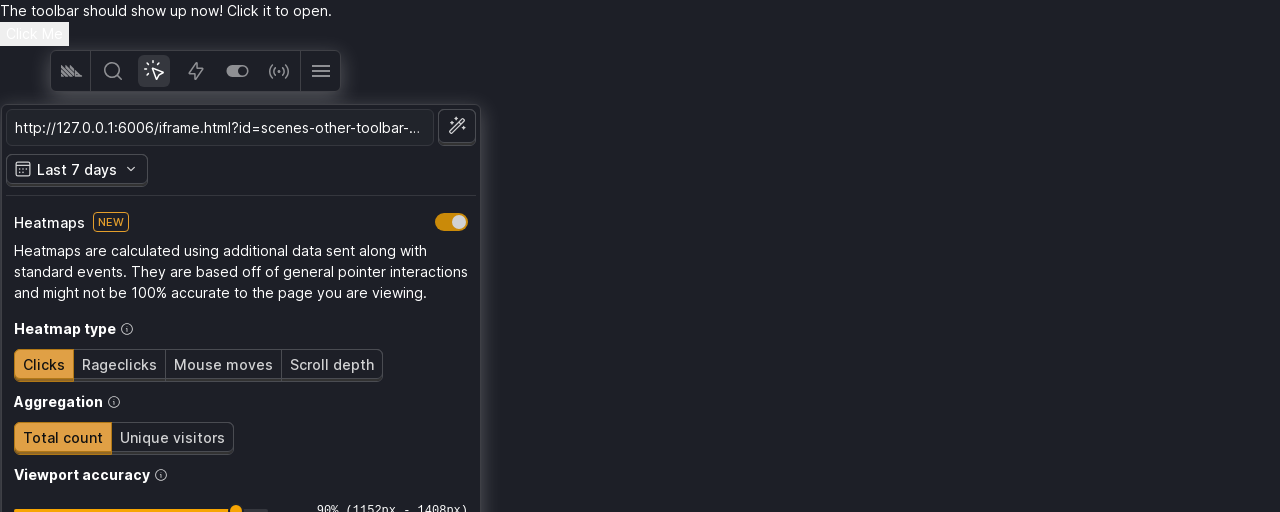 The toolbar should show up now! Click it to open.
Click Me
http://127.0.0.1:6006/iframe.html?id=scenes-other-toolbar-...
Last 7 days
Heatmaps NEW
Heatmaps are calculated using additional data sent along with
standard events. They are based off of general pointer interactions
and might not be 100% accurate to the page you are viewing.
Heatmap type
Clicks Rageclicks Mouse moves Scroll depth
Aggregation
Total count Unique visitors
Viewport accuracy
90% (1152px - 1408px)